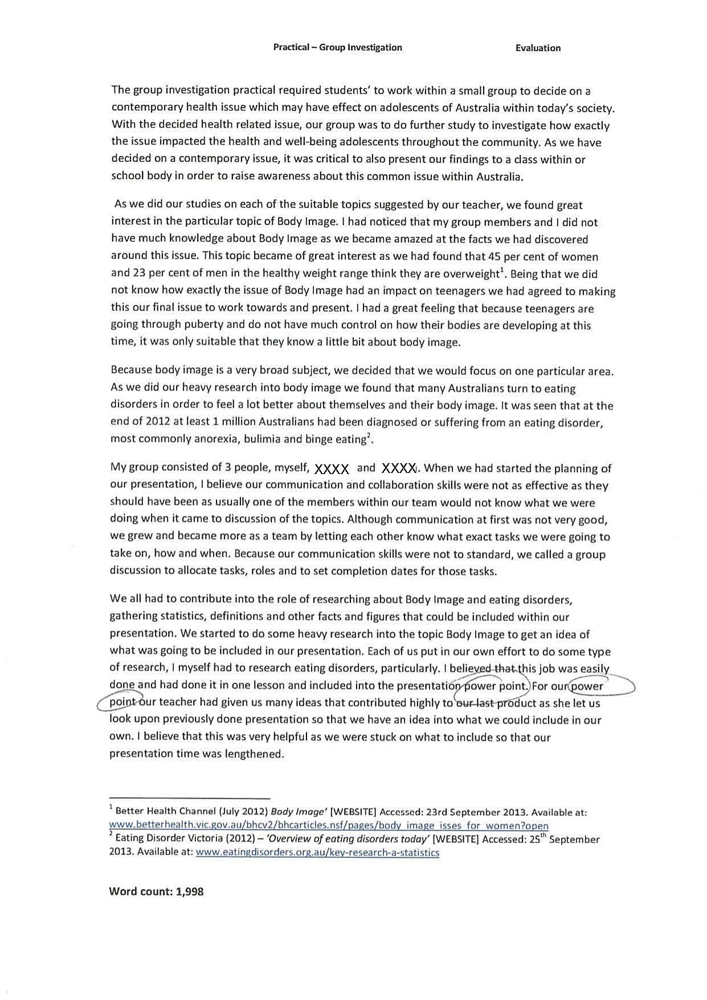 Practical – Group Investigation Evaluation
The group investigation practical required students’ to work within a small group to decide on a
contemporary health issue which may have effect on adolescents of Australia within today’s society.
With the decided health related issue, our group was to do further study to investigate how exactly
the issue impacted the health and well-being adolescents throughout the community. As we have
decided on a contemporary issue, it was critical to also present our findings to a class within or
school body in order to raise awareness about this common issue within Australia.
As we did our studies on each of the suitable topics suggested by our teacher, we found great
interest in the particular topic of Body Image. I had noticed that my group members and I did not
have much knowledge about Body Image as we became amazed at the facts we had discovered
around this issue. This topic became of great interest as we had found that 45 per cent of women
and 23 per cent of men in the healthy weight range think they are overweight¹. Being that we did
not know how exactly the issue of Body Image had an impact on teenagers we had agreed to making
this our final issue to work towards and present. I had a great feeling that because teenagers are
going through puberty and do not have much control on how their bodies are developing at this
time, it was only suitable that they know a little bit about body image.
Because body image is a very broad subject, we decided that we would focus on one particular area.
As we did our heavy research into body image we found that many Australians turn to eating
disorders in order to feel a lot better about themselves and their body image. It was seen that at the
end of 2012 at least 1 million Australians had been diagnosed or suffering from an eating disorder,
most commonly anorexia, bulimia and binge eating².
My group consisted of 3 people, myself, XXXX and XXXX. When we had started the planning of
our presentation, I believe our communication and collaboration skills were not as effective as they
should have been as usually one of the members within our team would not know what we were
doing when it came to discussion of the topics. Although communication at first was not very good,
we grew and became more as a team by letting each other know what exact tasks we were going to
take on, how and when. Because our communication skills were not to standard, we called a group
discussion to allocate tasks, roles and to set completion dates for those tasks.
We all had to contribute into the role of researching about Body Image and eating disorders,
gathering statistics, definitions and other facts and figures that could be included within our
presentation. We started to do some heavy research into the topic Body Image to get an idea of
what was going to be included in our presentation. Each of us put in our own effort to do some type
of research, I myself had to research eating disorders, particularly. I believed that this job was easily
done and had done it in one lesson and included into the presentation power point. For our power
point our teacher had given us many ideas that contributed highly to our last product as she let us
look upon previously done presentation so that we have an idea into what we could include in our
own. I believe that this was very helpful as we were stuck on what to include so that our
presentation time was lengthened.
¹ Better Health Channel (July 2012) Body Image’ [WEBSITE] Accessed: 23rd September 2013. Available at:
www.betterhealth.vic.gov.au/bhcv2/bhcarticles.nsf/pages/body_image_isses_for_women?open
² Eating Disorder Victoria (2012) – ‘Overview of eating disorders today’ [WEBSITE] Accessed: 25th September
2013. Available at: www.eatingdisorders.org.au/key-research-a-statistics
Word count: 1,998